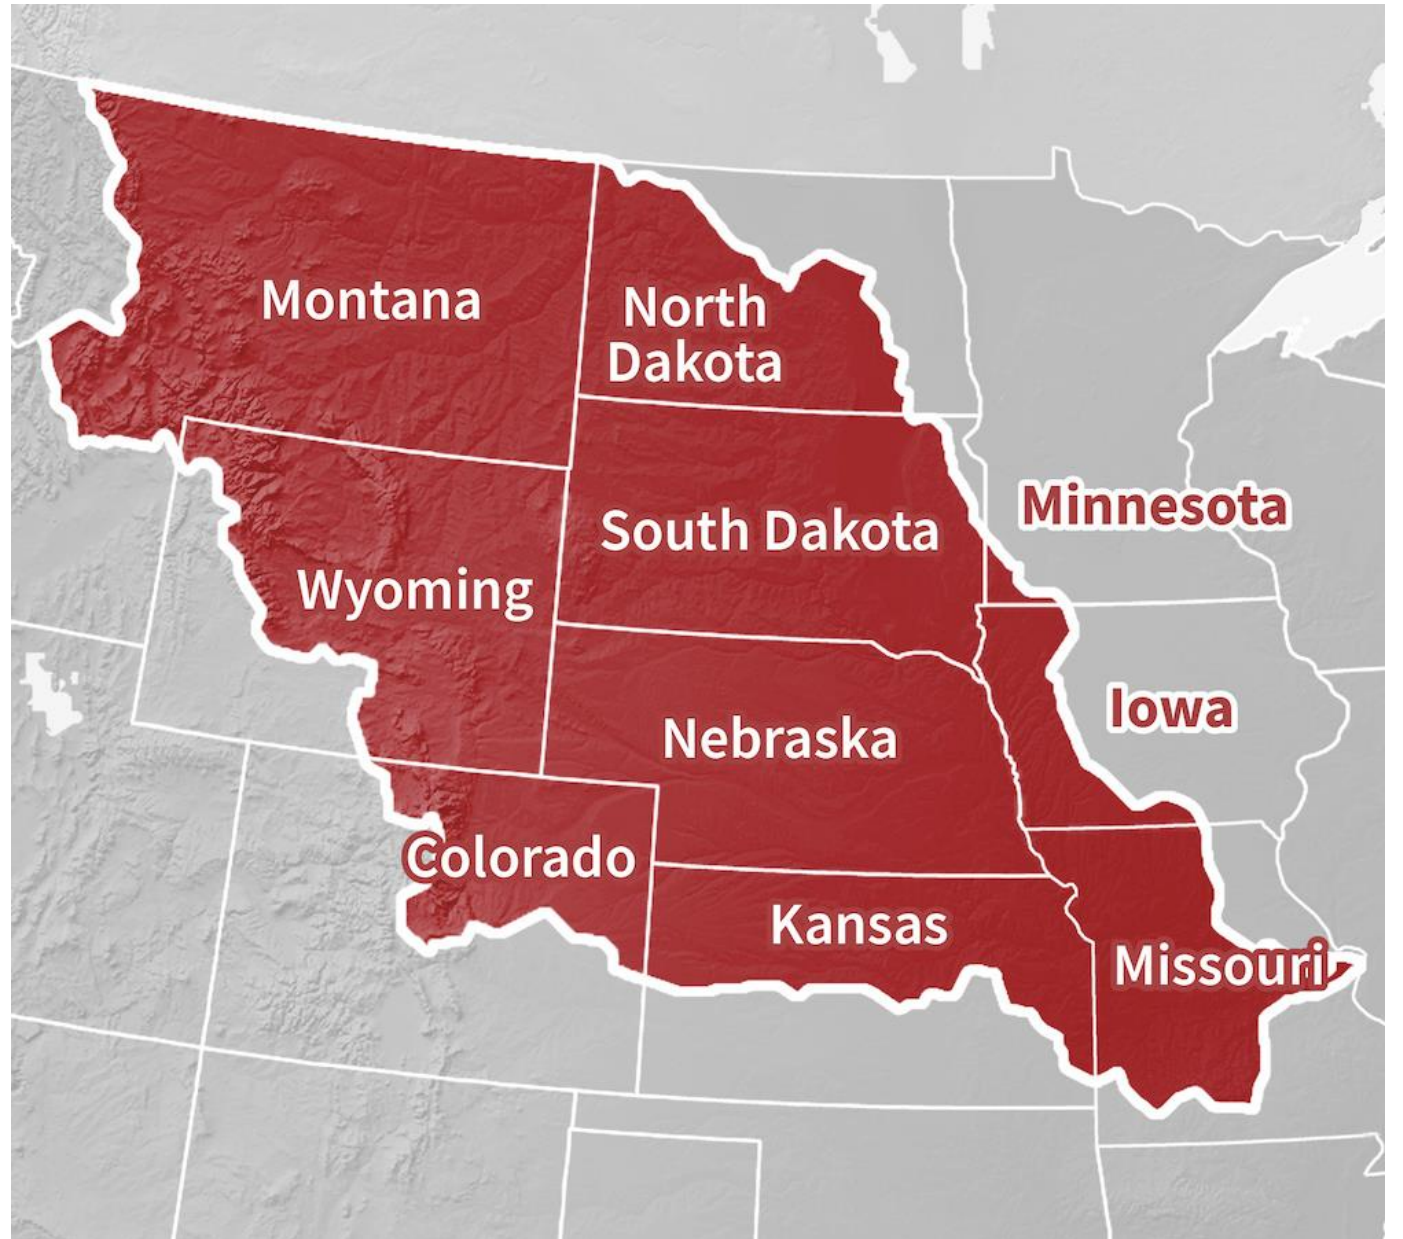 Montana
North
Dakota
Minnesota
South Dakota
Wyoming
Iowa
Nebraska
Colorado
Kansas
Missouri